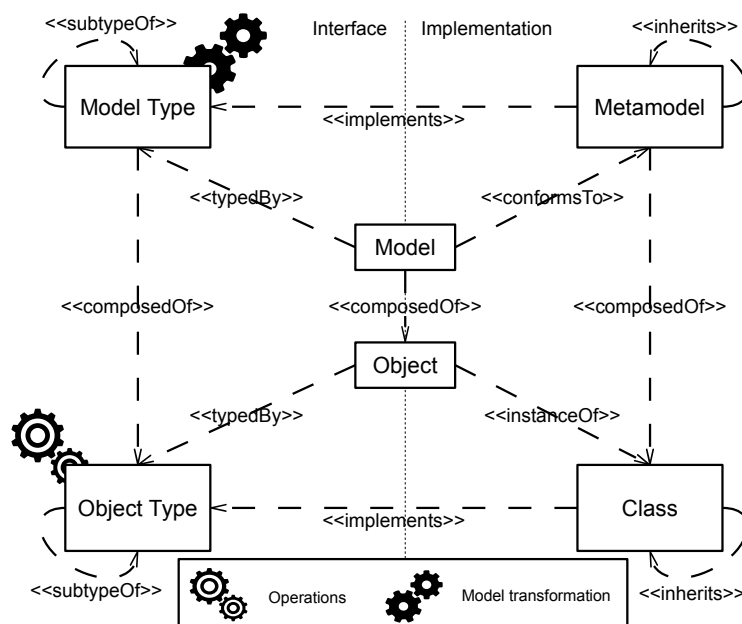 <<subtypeOf>>
Interface
Implementation
<<inherits>>
Model Type
Metamodel
<<implements>>
<<typedBy>>
<<conformsTo>>
Model
<<composedOf>>
<<composedOf>>
<<composedOf>>
Object
<<typedBy>>
<<instanceOf>>
Object Type
Class
<<implements>>
<<subtypeOf>>
<<inherits>>
Operations
Model transformation